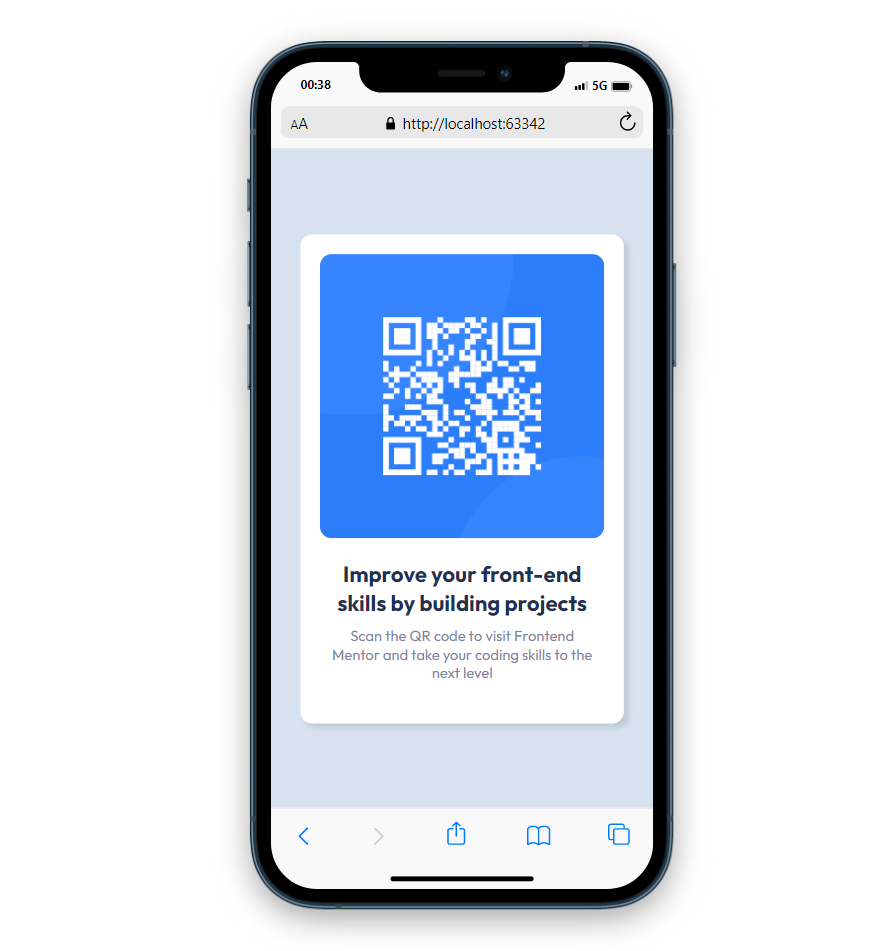 00:38
5G
AA
http://localhost:63342
Improve your front-end
skills by building projects
Scan the QR code to visit Frontend
Mentor and take your coding skills to the
next level